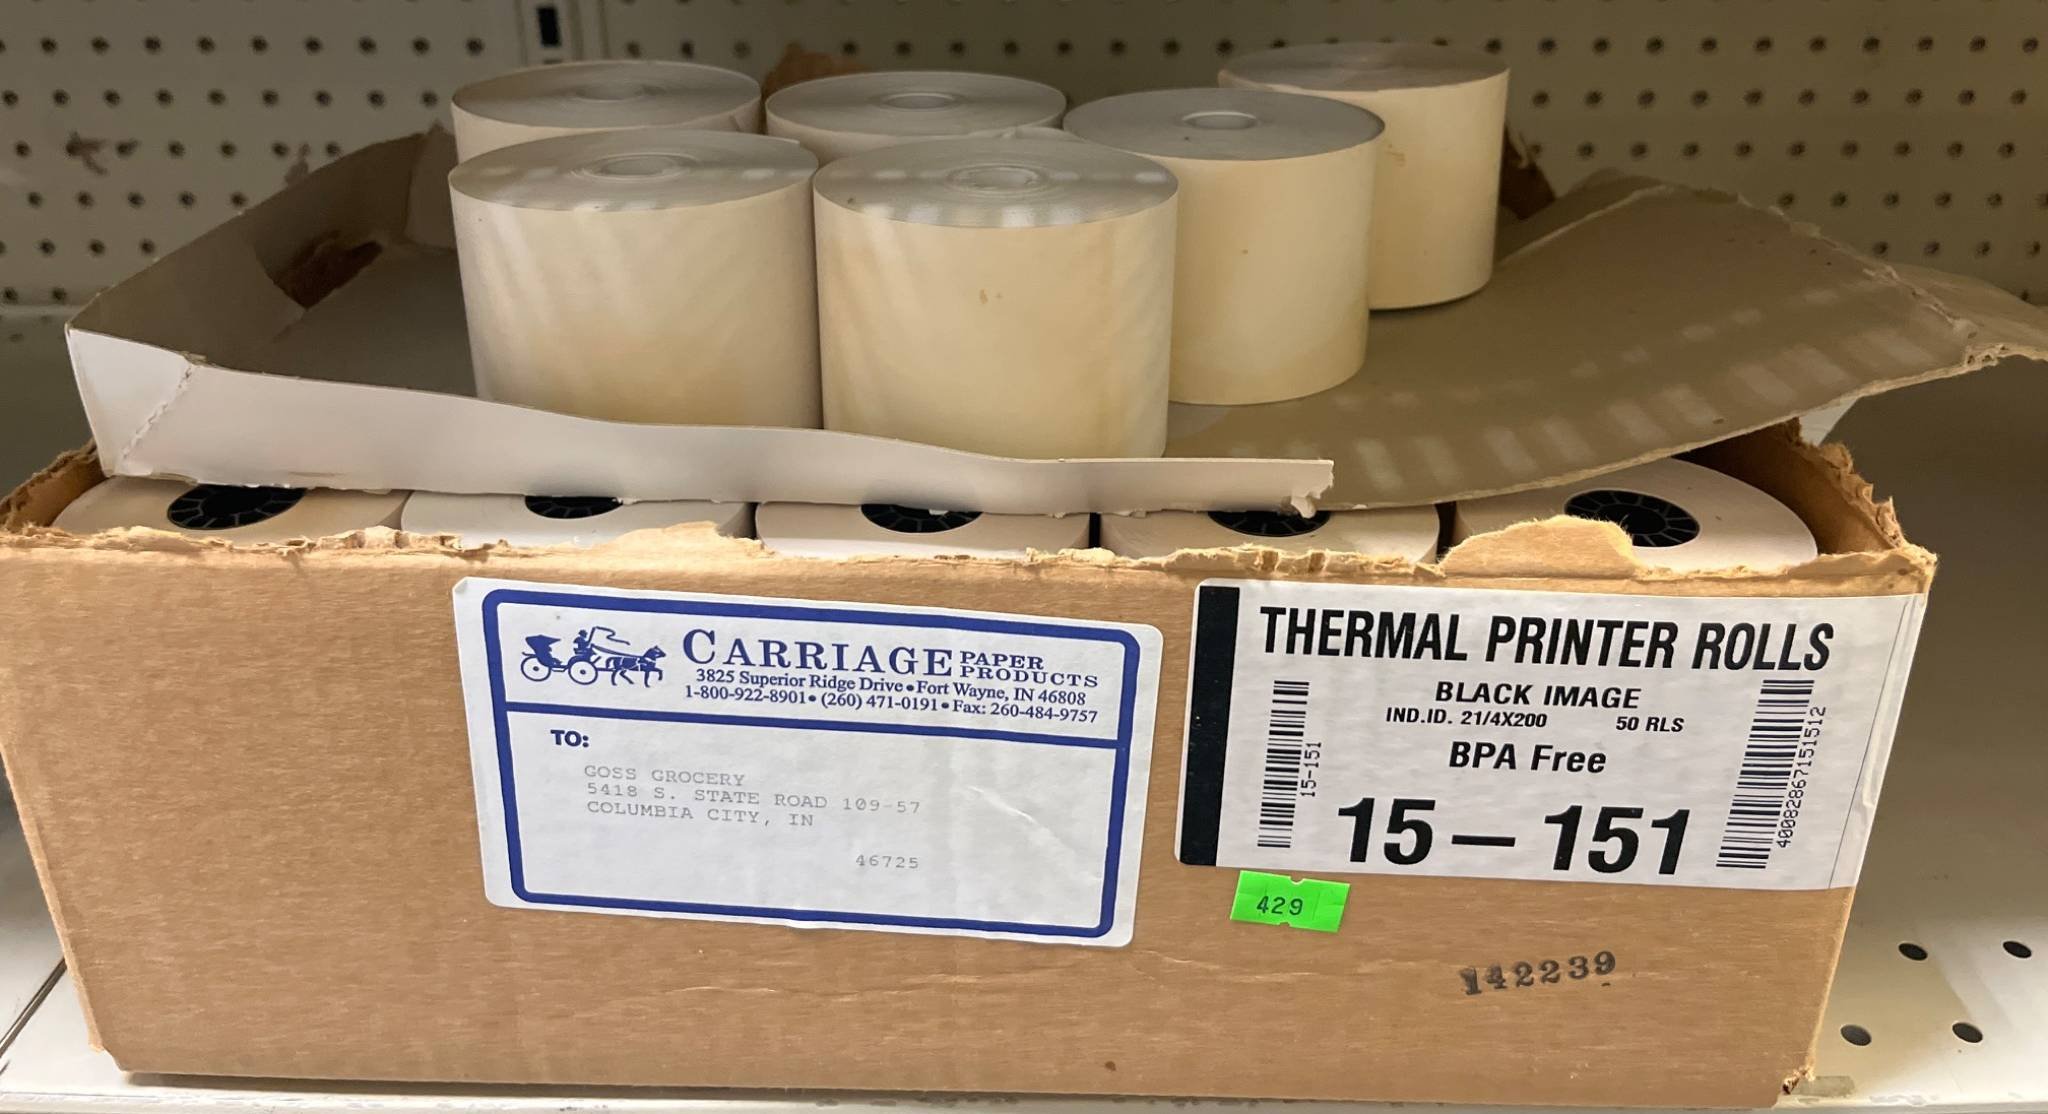 CARRIAGE PAPER PRODUCTS
3825 Superior Ridge Drive • Fort Wayne, IN 46808
1-800-922-8901 • (260) 471-0191 • Fax: 260-484-9757
TO:
GOSS GROCERY
5418 S. STATE ROAD 109-57
COLUMBIA CITY, IN
46725
THERMAL PRINTER ROLLS
BLACK IMAGE
IND.ID. 21/4X200 50 RLS
BPA Free
15-151
15-151
40082867151512
429
142239